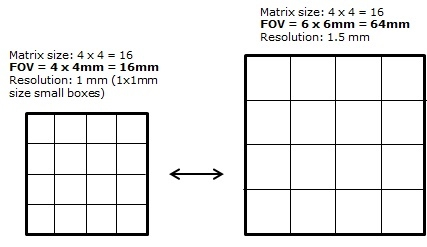 Matrix size: 4 x 4 = 16
FOV = 4 x 4mm = 16mm
Resolution: 1 mm (1x1mm
size small boxes)
Matrix size: 4 x 4 = 16
FOV = 6 x 6mm = 64mm
Resolution: 1.5 mm